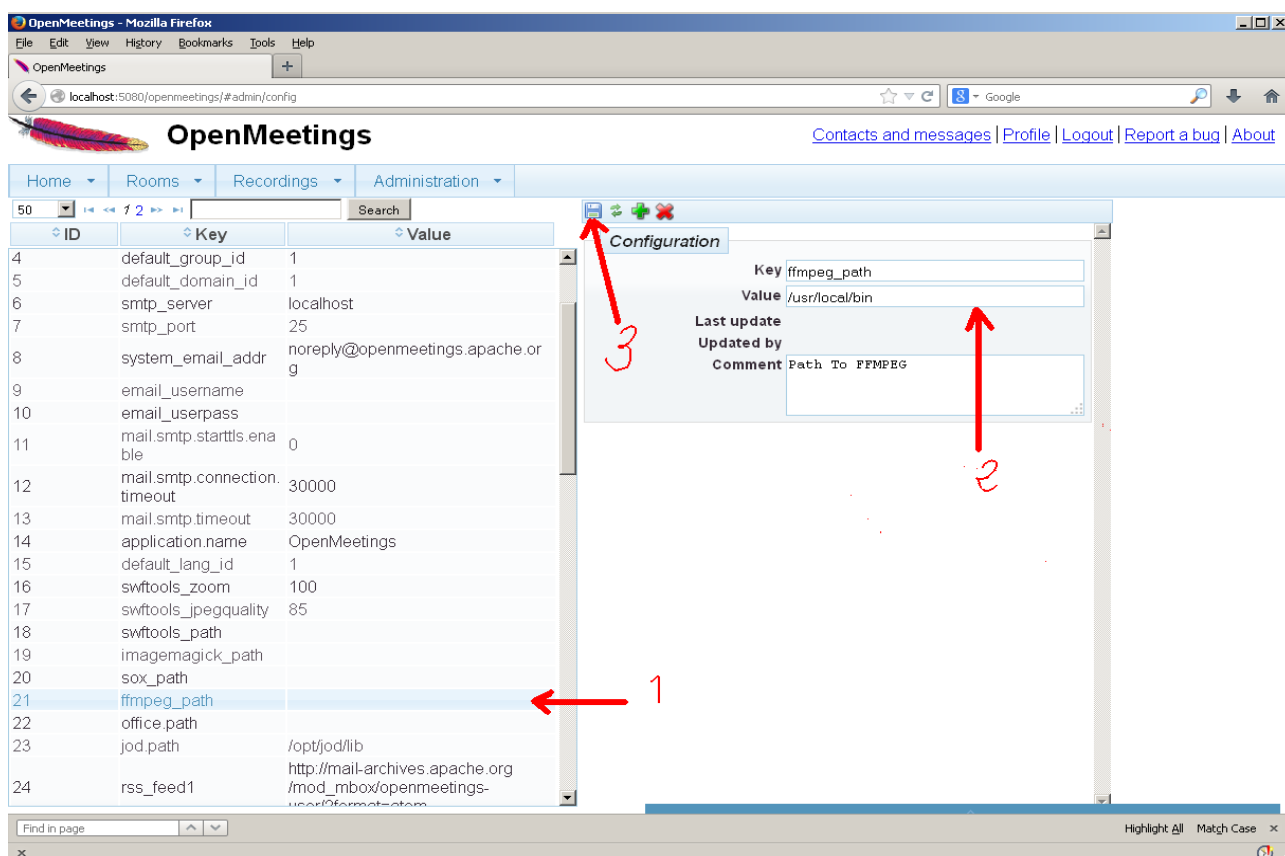 OpenMeetings - Mozilla Firefox
File Edit View History Bookmarks Tools Help
OpenMeetings +
localhost:5080/openmeetings/#admin/config
Google
OpenMeetings
Contacts and messages | Profile | Logout | Report a bug | About
Home Rooms Recordings Administration
50 1 2 Search
ID Key Value
4 default_group_id 1
5 default_domain_id 1
6 smtp_server localhost
7 smtp_port 25
8 system_email_addr noreply@openmeetings.apache.or
g
9 email_username
10 email_userpass
11 mail.smtp.starttls.ena
ble 0
12 mail.smtp.connection.
timeout 30000
13 mail.smtp.timeout 30000
14 application.name OpenMeetings
15 default_lang_id 1
16 swftools_zoom 100
17 swftools_jpegquality 85
18 swftools_path
19 imagemagick_path
20 sox_path
21 ffmpeg_path
22 office.path
23 jod.path /opt/jod/lib
24 rss_feed1 http://mail-archives.apache.org
/mod_mbox/openmeetings-
user/?format=atom
Configuration
Key ffmpeg_path
Value /usr/local/bin
Last update
Updated by
Comment Path To FFMPEG
3
2
1
Find in page
Highlight All Match Case